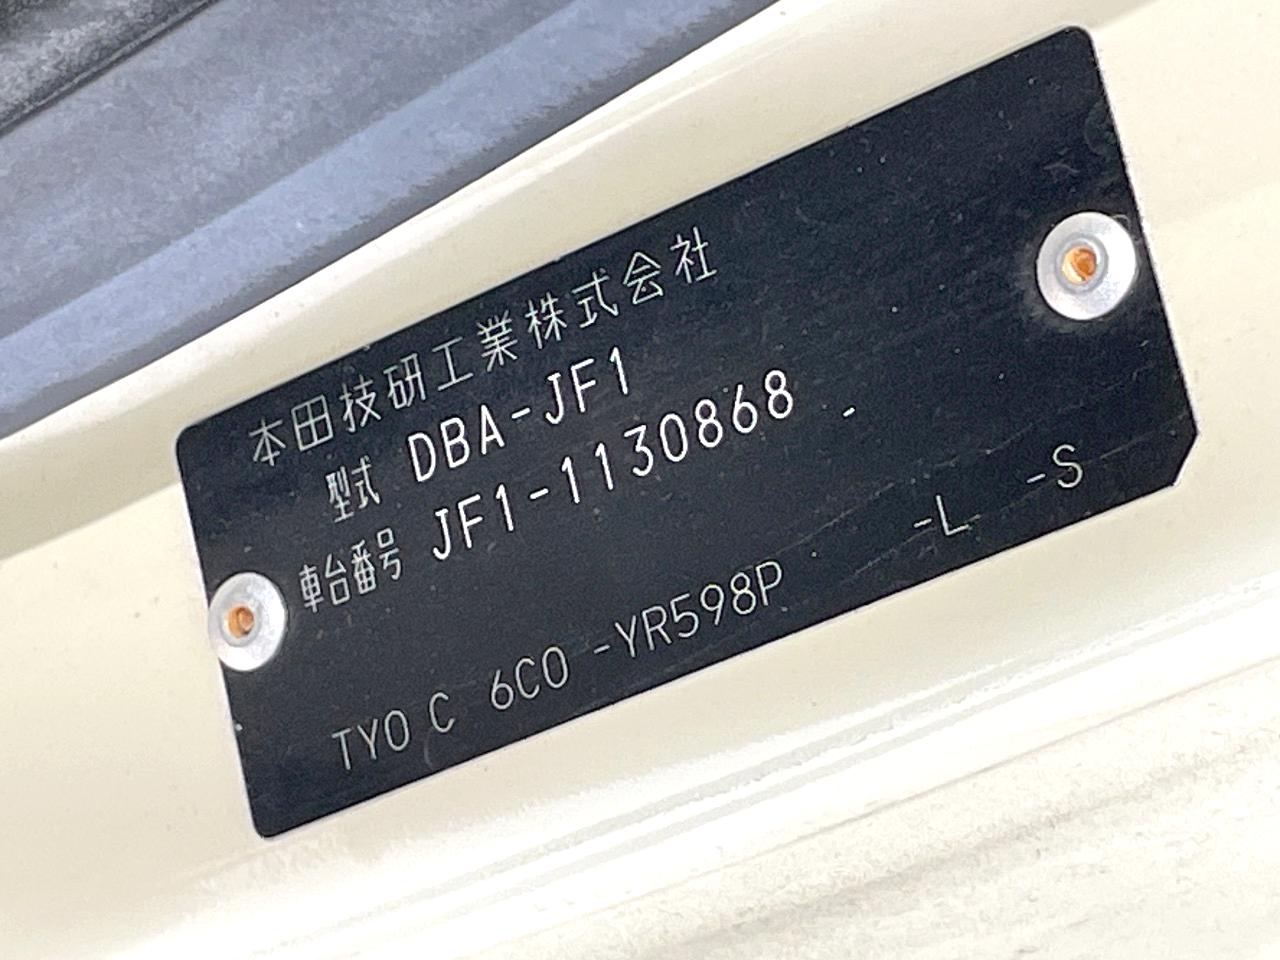 本田技研工業株式会社
型式 DBA-JF1
車台番号 JF1-1130868
TY0 C 6C0 -YR598P -L -S